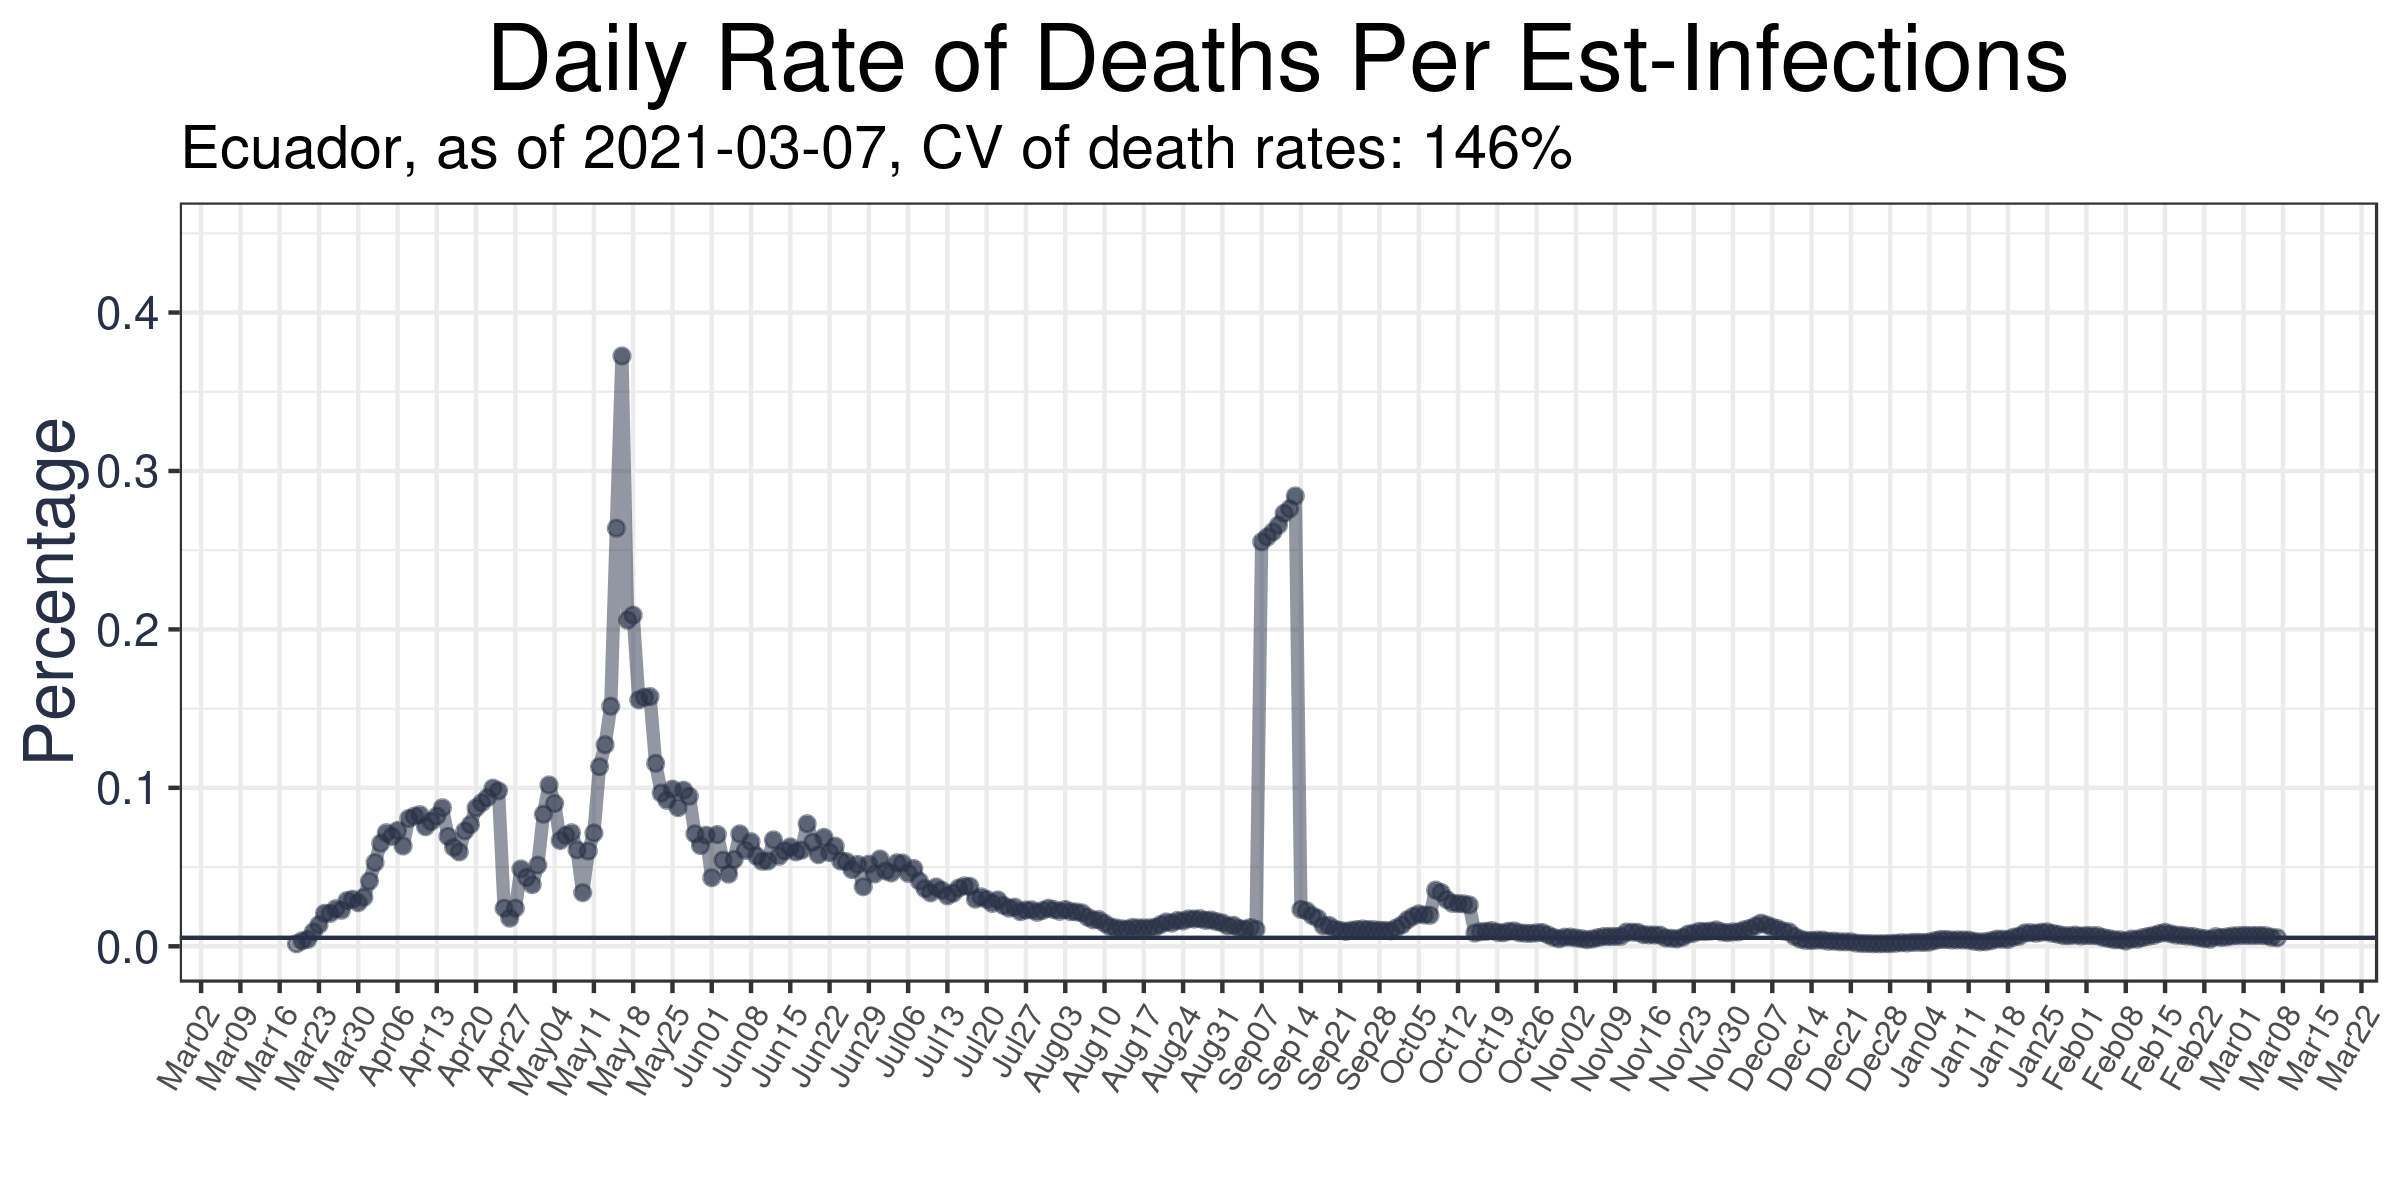 Daily Rate of Deaths Per Est-Infections
Ecuador, as of 2021-03-07, CV of death rates: 146%
Percentage
0.4
0.3
0.2
0.1
0.0
Mar02
Mar09
Mar16
Mar23
Mar30
Apr06
Apr13
Apr20
Apr27
May04
May11
May18
May25
Jun01
Jun08
Jun15
Jun22
Jun29
Jul06
Jul13
Jul20
Jul27
Aug03
Aug10
Aug17
Aug24
Aug31
Sep07
Sep14
Sep21
Sep28
Oct05
Oct12
Oct19
Oct26
Nov02
Nov09
Nov16
Nov23
Nov30
Dec07
Dec14
Dec21
Dec28
Jan04
Jan11
Jan18
Jan25
Feb01
Feb08
Feb15
Feb22
Mar01
Mar08
Mar15
Mar22